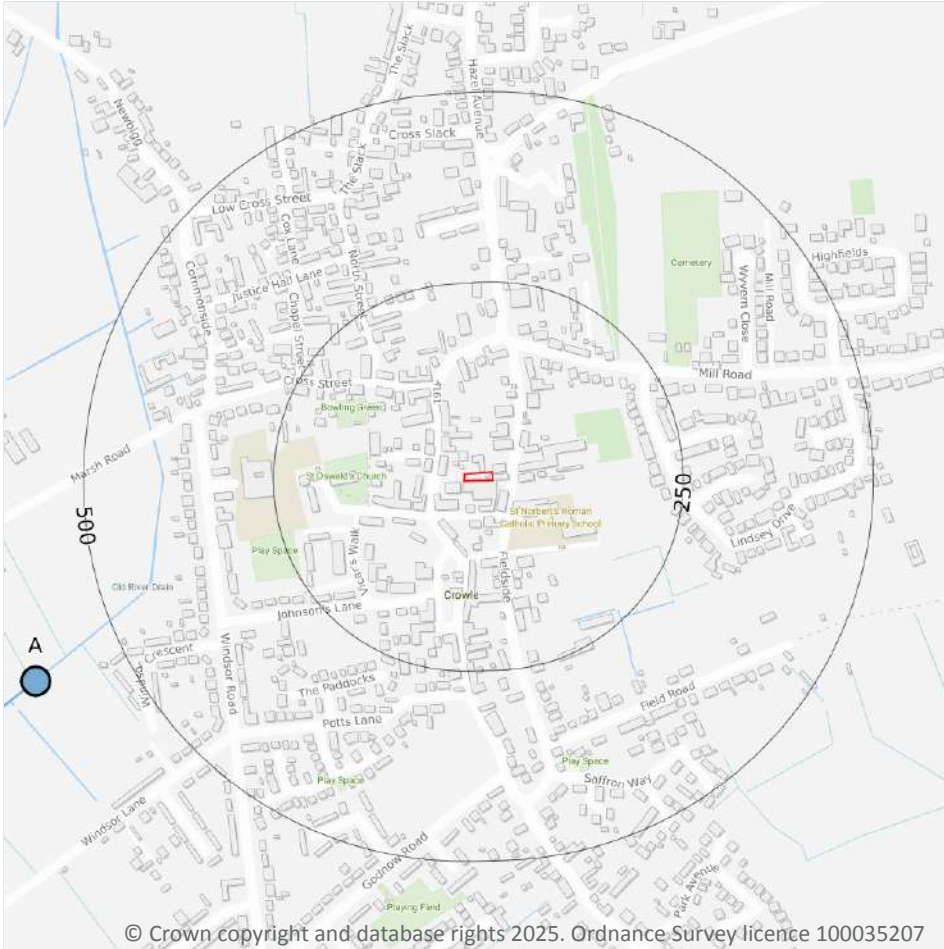 The Slack
Hazel Avenue
Newbigg
Cross Slack
The Slack
Low Cross Street
Cox Lane
Cemetery
Highfields
Commonside
North Street
Justice Hall Lane
Wyvern Close
Mill Road
Chapel Street
Mill Road
Cross Street
A161
Bowling Green
Marsh Road
St Oswald's Church
250
500
St Norbert's Roman
Catholic Primary School
Lindsey Drive
Play Space
Vicar's Walk
Fieldside
Old River Drain
Crowle
Johnson's Lane
A
Crescent
Windsor
Windsor Road
The Paddocks
Field Road
Potts Lane
Play Space
Play Space
Saffron Way
Windsor Lane
Godnow Road
Park Avenue
Playing Field
© Crown copyright and database rights 2025. Ordnance Survey licence 100035207